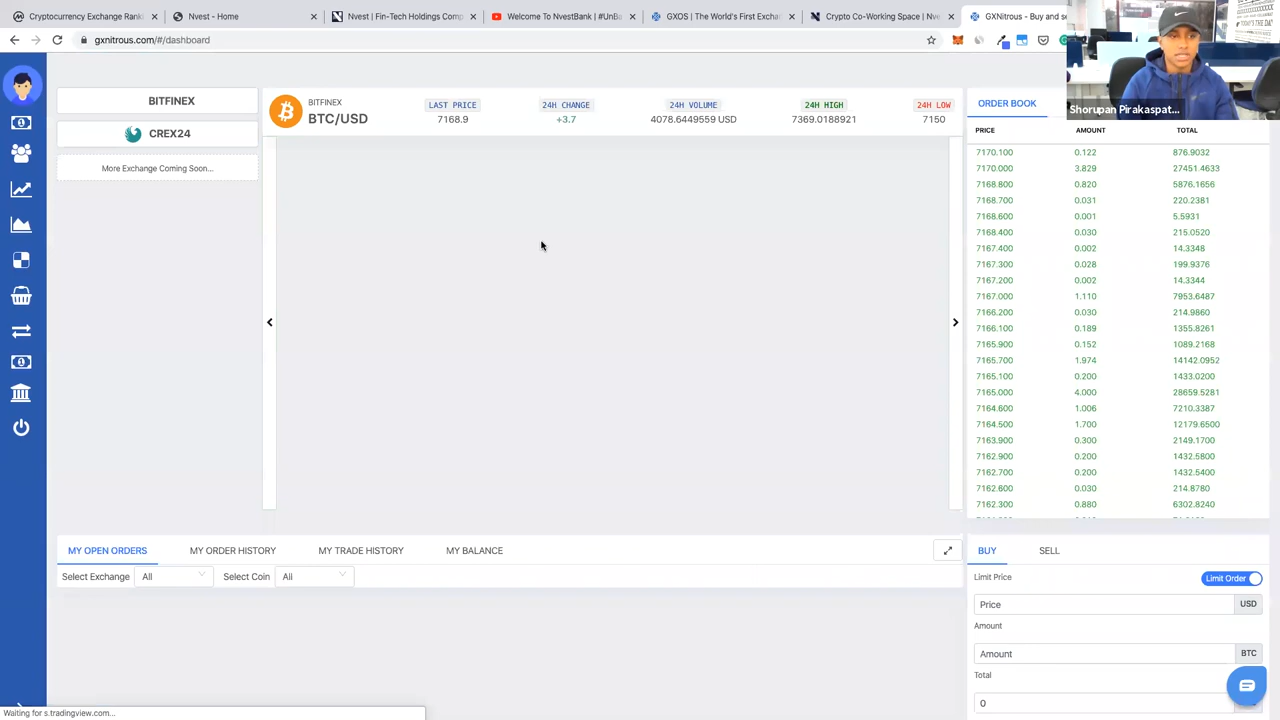 Cryptocurrency Exchange Ranki
Nvest - Home
Nvest | Fin-Tech Holdings Comp
Welcome to MultiBank | #UnBo
GXOS | The World's First Excha
pto Co-Working Space | Nve
GXNitrous - Buy and se
gxnitrous.com/#/dashboard
Shorupan Pirakaspat...
BITFINEX
CREX24
More Exchange Coming Soon...
BITFINEX
BTC/USD
LAST PRICE
7168.5
24H CHANGE
+3.7
24H VOLUME
4078.6449559 USD
24H HIGH
7369.0188921
24H LOW
7150
ORDER BOOK
PRICE AMOUNT TOTAL
7170.100 0.122 876.9032
7170.000 3.829 27451.4633
7168.800 0.820 5876.1656
7168.700 0.031 220.2381
7168.600 0.001 5.5931
7168.400 0.030 215.0520
7167.400 0.002 14.3348
7167.300 0.028 199.9376
7167.200 0.002 14.3344
7167.000 1.110 7953.6487
7166.200 0.030 214.9860
7166.100 0.189 1355.8261
7165.900 0.152 1089.2168
7165.700 1.974 14142.0952
7165.100 0.200 1433.0200
7165.000 4.000 28659.5281
7164.600 1.006 7210.3387
7164.500 1.700 12179.6500
7163.900 0.300 2149.1700
7162.900 0.200 1432.5800
7162.700 0.200 1432.5400
7162.600 0.030 214.8780
7162.300 0.880 6302.8240
MY OPEN ORDERS MY ORDER HISTORY MY TRADE HISTORY MY BALANCE
Select Exchange All Select Coin All
BUY SELL
Limit Price Limit Order
Price USD
Amount
Amount BTC
Total
0
Waiting for s.tradingview.com...